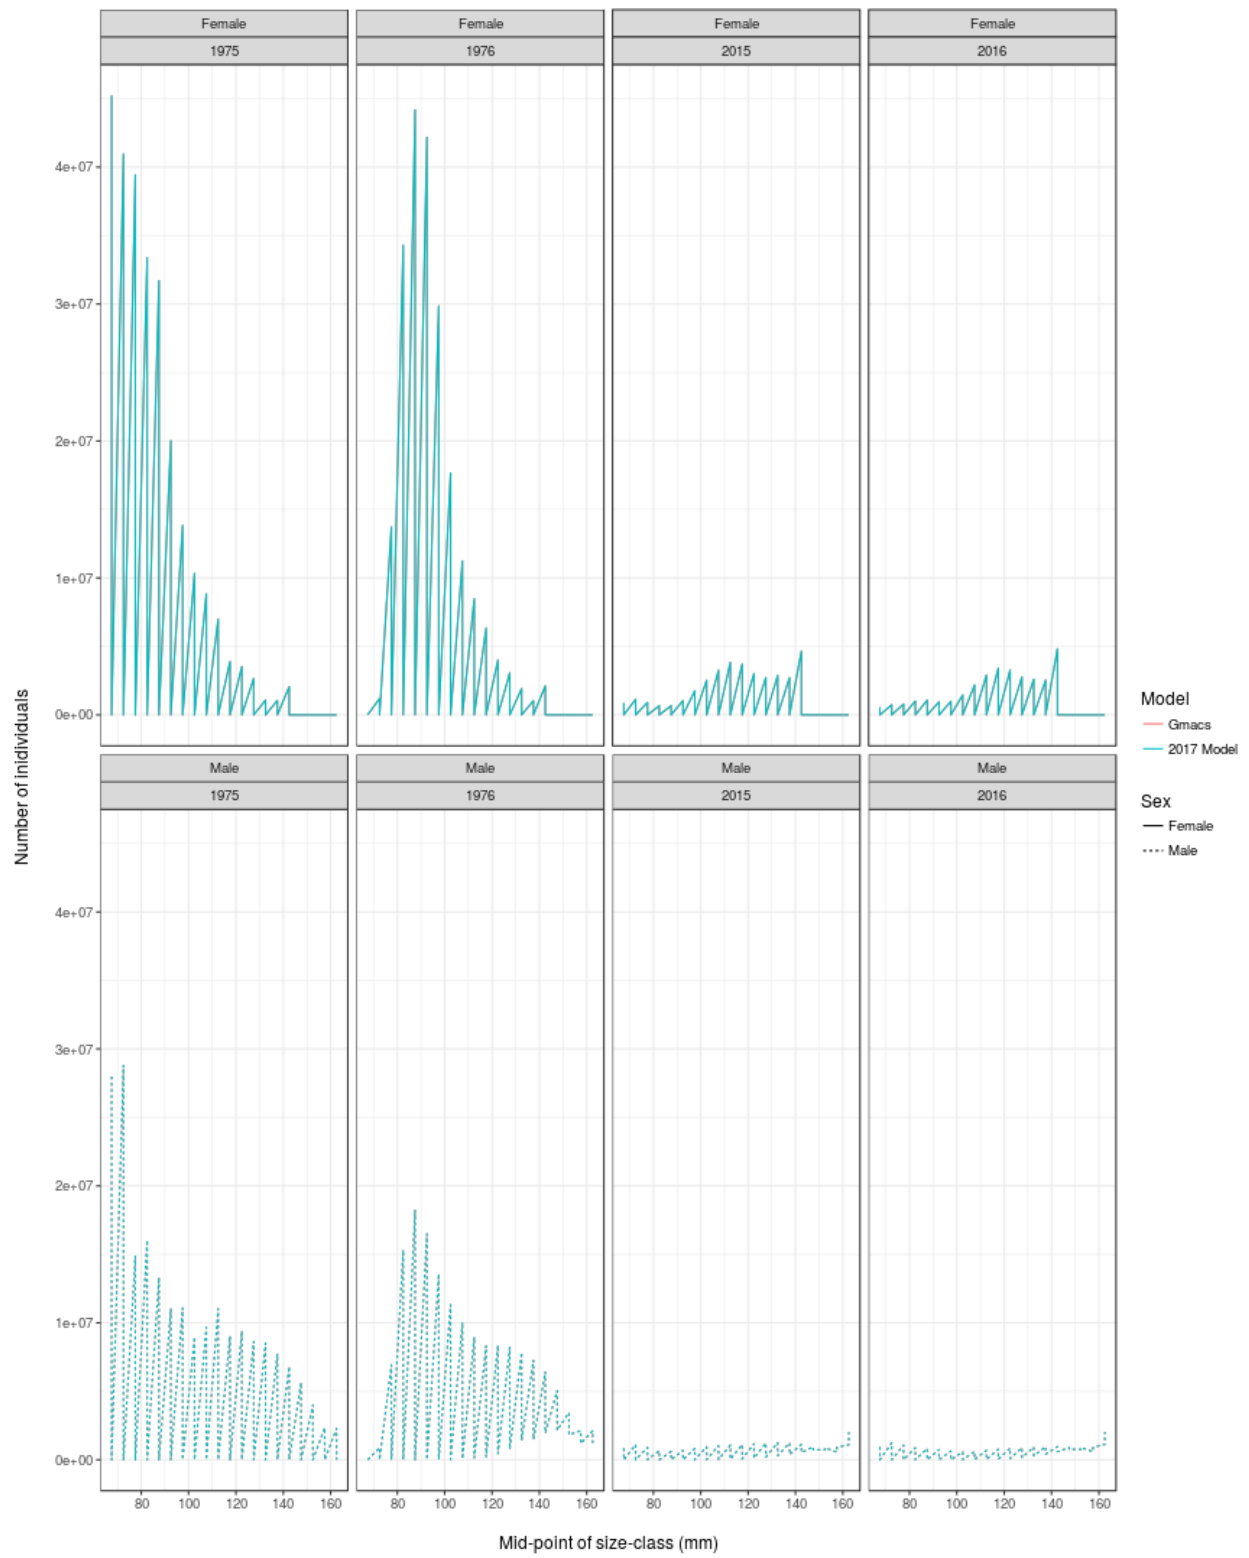 Female Female Female Female
1975 1976 2015 2016
4e+07
3e+07
2e+07
1e+07
0e+00
Male Male Male Male
1975 1976 2015 2016
4e+07
3e+07
2e+07
1e+07
0e+00
80 100 120 140 160 80 100 120 140 160 80 100 120 140 160 80 100 120 140 160
Mid-point of size-class (mm)
Number of inidividuals
Model
Gmacs
2017 Model
Sex
Female
Male